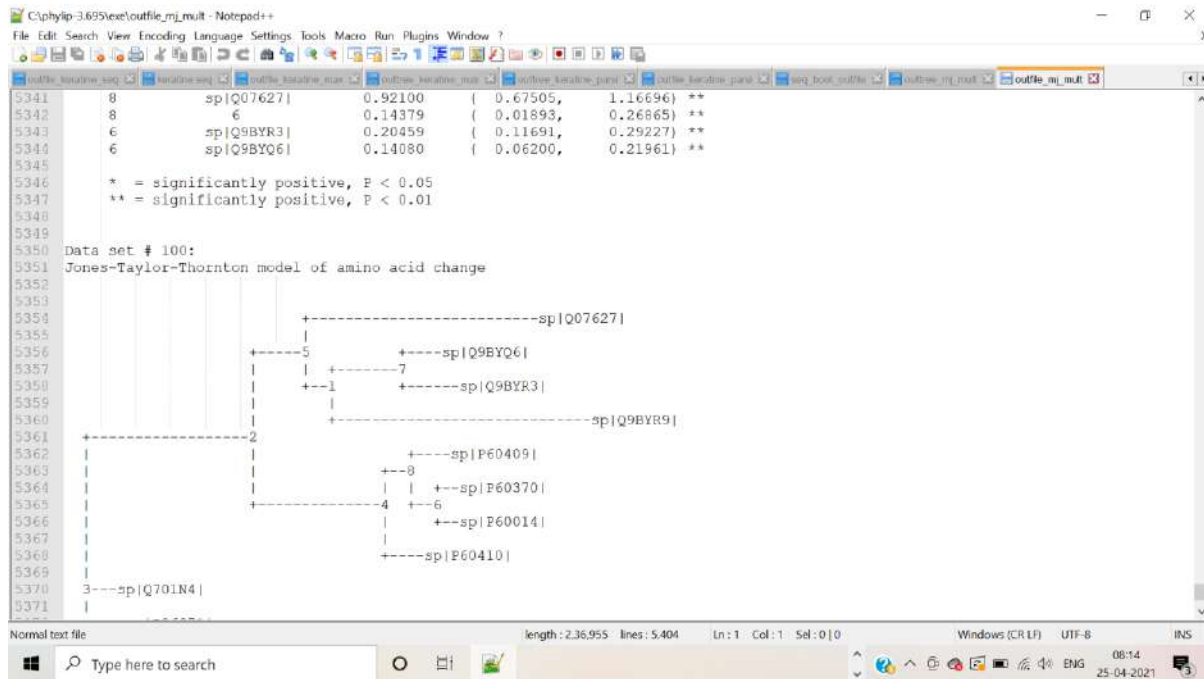 C:\phylip-3.695\exe\outfile_mj_mult - Notepad++
File Edit Search View Encoding Language Settings Tools Macro Run Plugins Window ?
outfile_mj_mult
5341 8 sp|Q07627| 0.92100 ( 0.67505, 1.16696) **
5342 8 6 0.14379 ( 0.01893, 0.26865) **
5343 6 sp|Q9BYR3| 0.20459 ( 0.11691, 0.29227) **
5344 6 sp|Q9BYQ6| 0.14080 ( 0.06200, 0.21961) **
5345
5346 * = significantly positive, P < 0.05
5347 ** = significantly positive, P < 0.01
5348
5349
5350 Data set # 100:
5351 Jones-Taylor-Thornton model of amino acid change
5352
5353
5354 +--------------------------sp|Q07627|
5355 |
5356 +------5 +----sp|Q9BYQ6|
5357 | | +-------7
5358 | +--1 +------sp|Q9BYR3|
5359 | |
5360 | +-------------------------sp|Q9BYR9|
5361 +------------------2
5362 | | +----sp|P60409|
5363 | | +--8
5364 | | | | +--sp|P60370|
5365 | +--------------4 +--6
5366 | | +--sp|P60014|
5367 | |
5368 | +----sp|P60410|
5369 |
5370 3---sp|Q701N4|
5371 |
Normal text file length : 2,36,955 lines : 5,404 Ln : 1 Col : 1 Sel : 0 | 0 Windows (CR LF) UTF-8 INS
Type here to search
ENG
08:14
25-04-2021
3